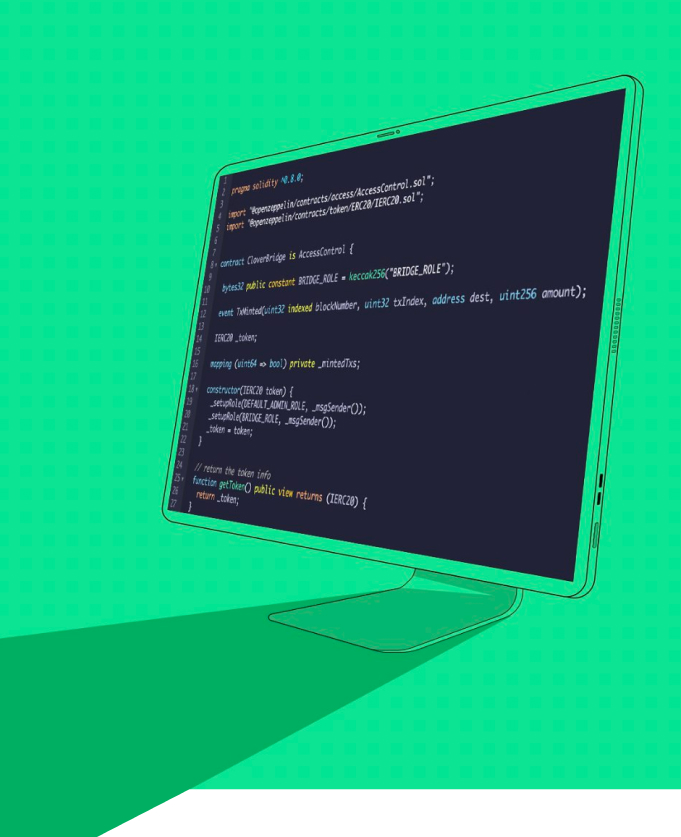 1
2 pragma solidity ^0.8.0;
3
4 import "@openzeppelin/contracts/access/AccessControl.sol";
5 import "@openzeppelin/contracts/token/ERC20/IERC20.sol";
6
7
8 contract CloverBridge is AccessControl {
9
10 bytes32 public constant BRIDGE_ROLE = keccak256("BRIDGE_ROLE");
11
12 event TxMinted(uint32 indexed blockNumber, uint32 txIndex, address dest, uint256 amount);
13
14 IERC20 _token;
15
16 mapping (uint64 => bool) private _mintedTxs;
17
18 constructor(IERC20 token) {
19 _setupRole(DEFAULT_ADMIN_ROLE, _msgSender());
20 _setupRole(BRIDGE_ROLE, _msgSender());
21 _token = token;
22 }
23
24 // return the token info
25 function getToken() public view returns (IERC20) {
26 return _token;
27 }